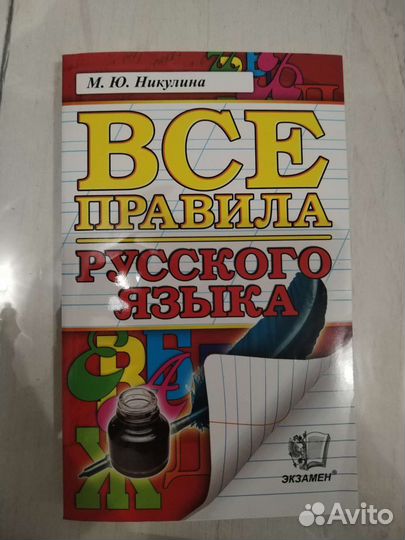 М. Ю. Никулина
ВСЕ
ПРАВИЛА
РУССКОГО
ЯЗЫКА
ЭКЗАМЕН®
Avito